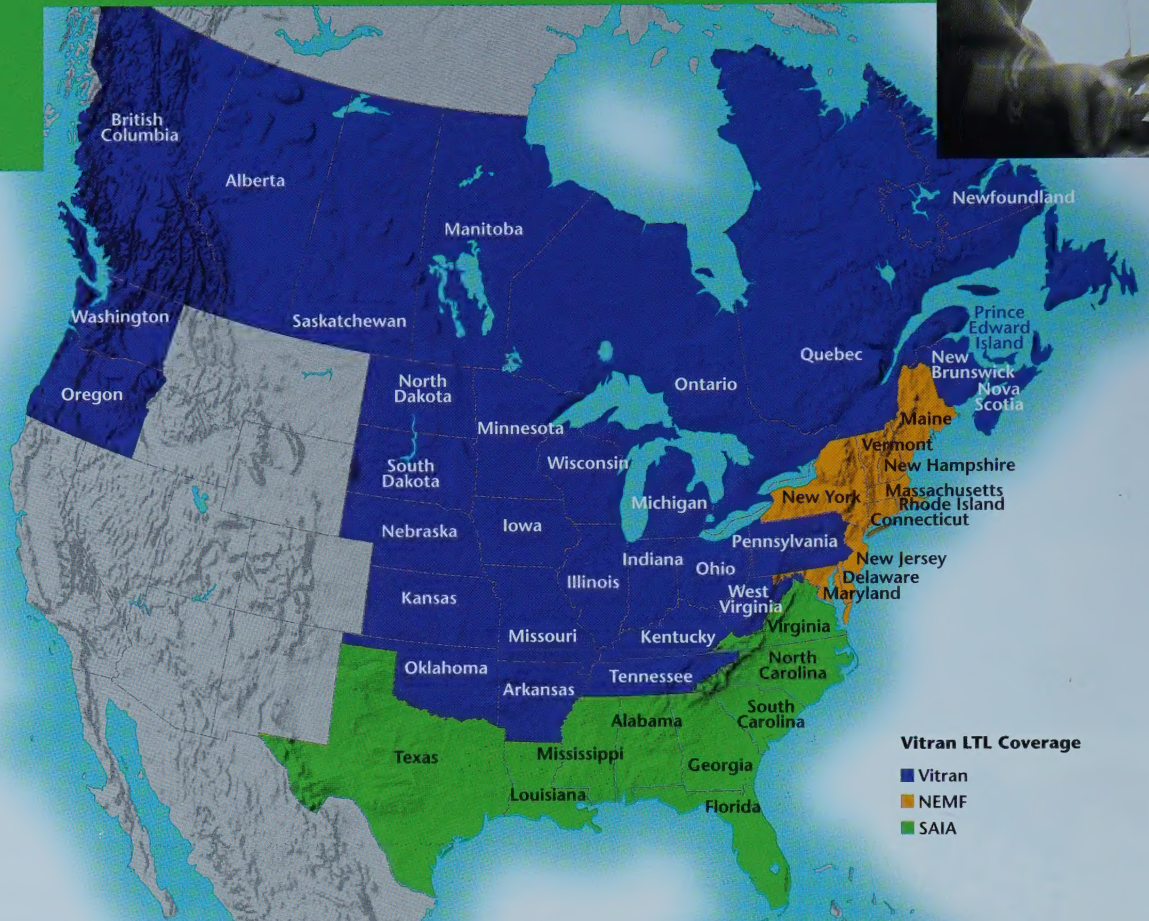 British
Columbia
Alberta
Manitoba
Newfoundland
Washington
Saskatchewan
Prince
Edward
Island
Quebec
New
Brunswick
Nova
Scotia
Ontario
Oregon
North
Dakota
Minnesota
Maine
Vermont
Wisconsin
New Hampshire
South
Dakota
Michigan
New York
Massachusetts
Rhode Island
Connecticut
Nebraska
Iowa
Pennsylvania
Indiana
Ohio
New Jersey
Illinois
Delaware
Maryland
Kansas
West
Virginia
Virginia
Missouri
Kentucky
Oklahoma
Tennessee
North
Carolina
Arkansas
South
Carolina
Alabama
Texas
Mississippi
Georgia
Louisiana
Florida
Vitran LTL Coverage
Vitran
NEMF
SAIA